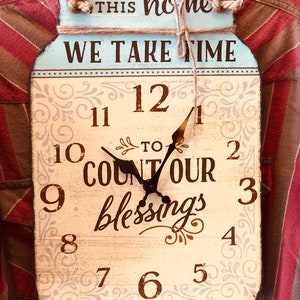 THIS home
WE TAKE TIME
12
1
TO
10
2
COUNT OUR
9
3
blessings
8
4
7
5
6